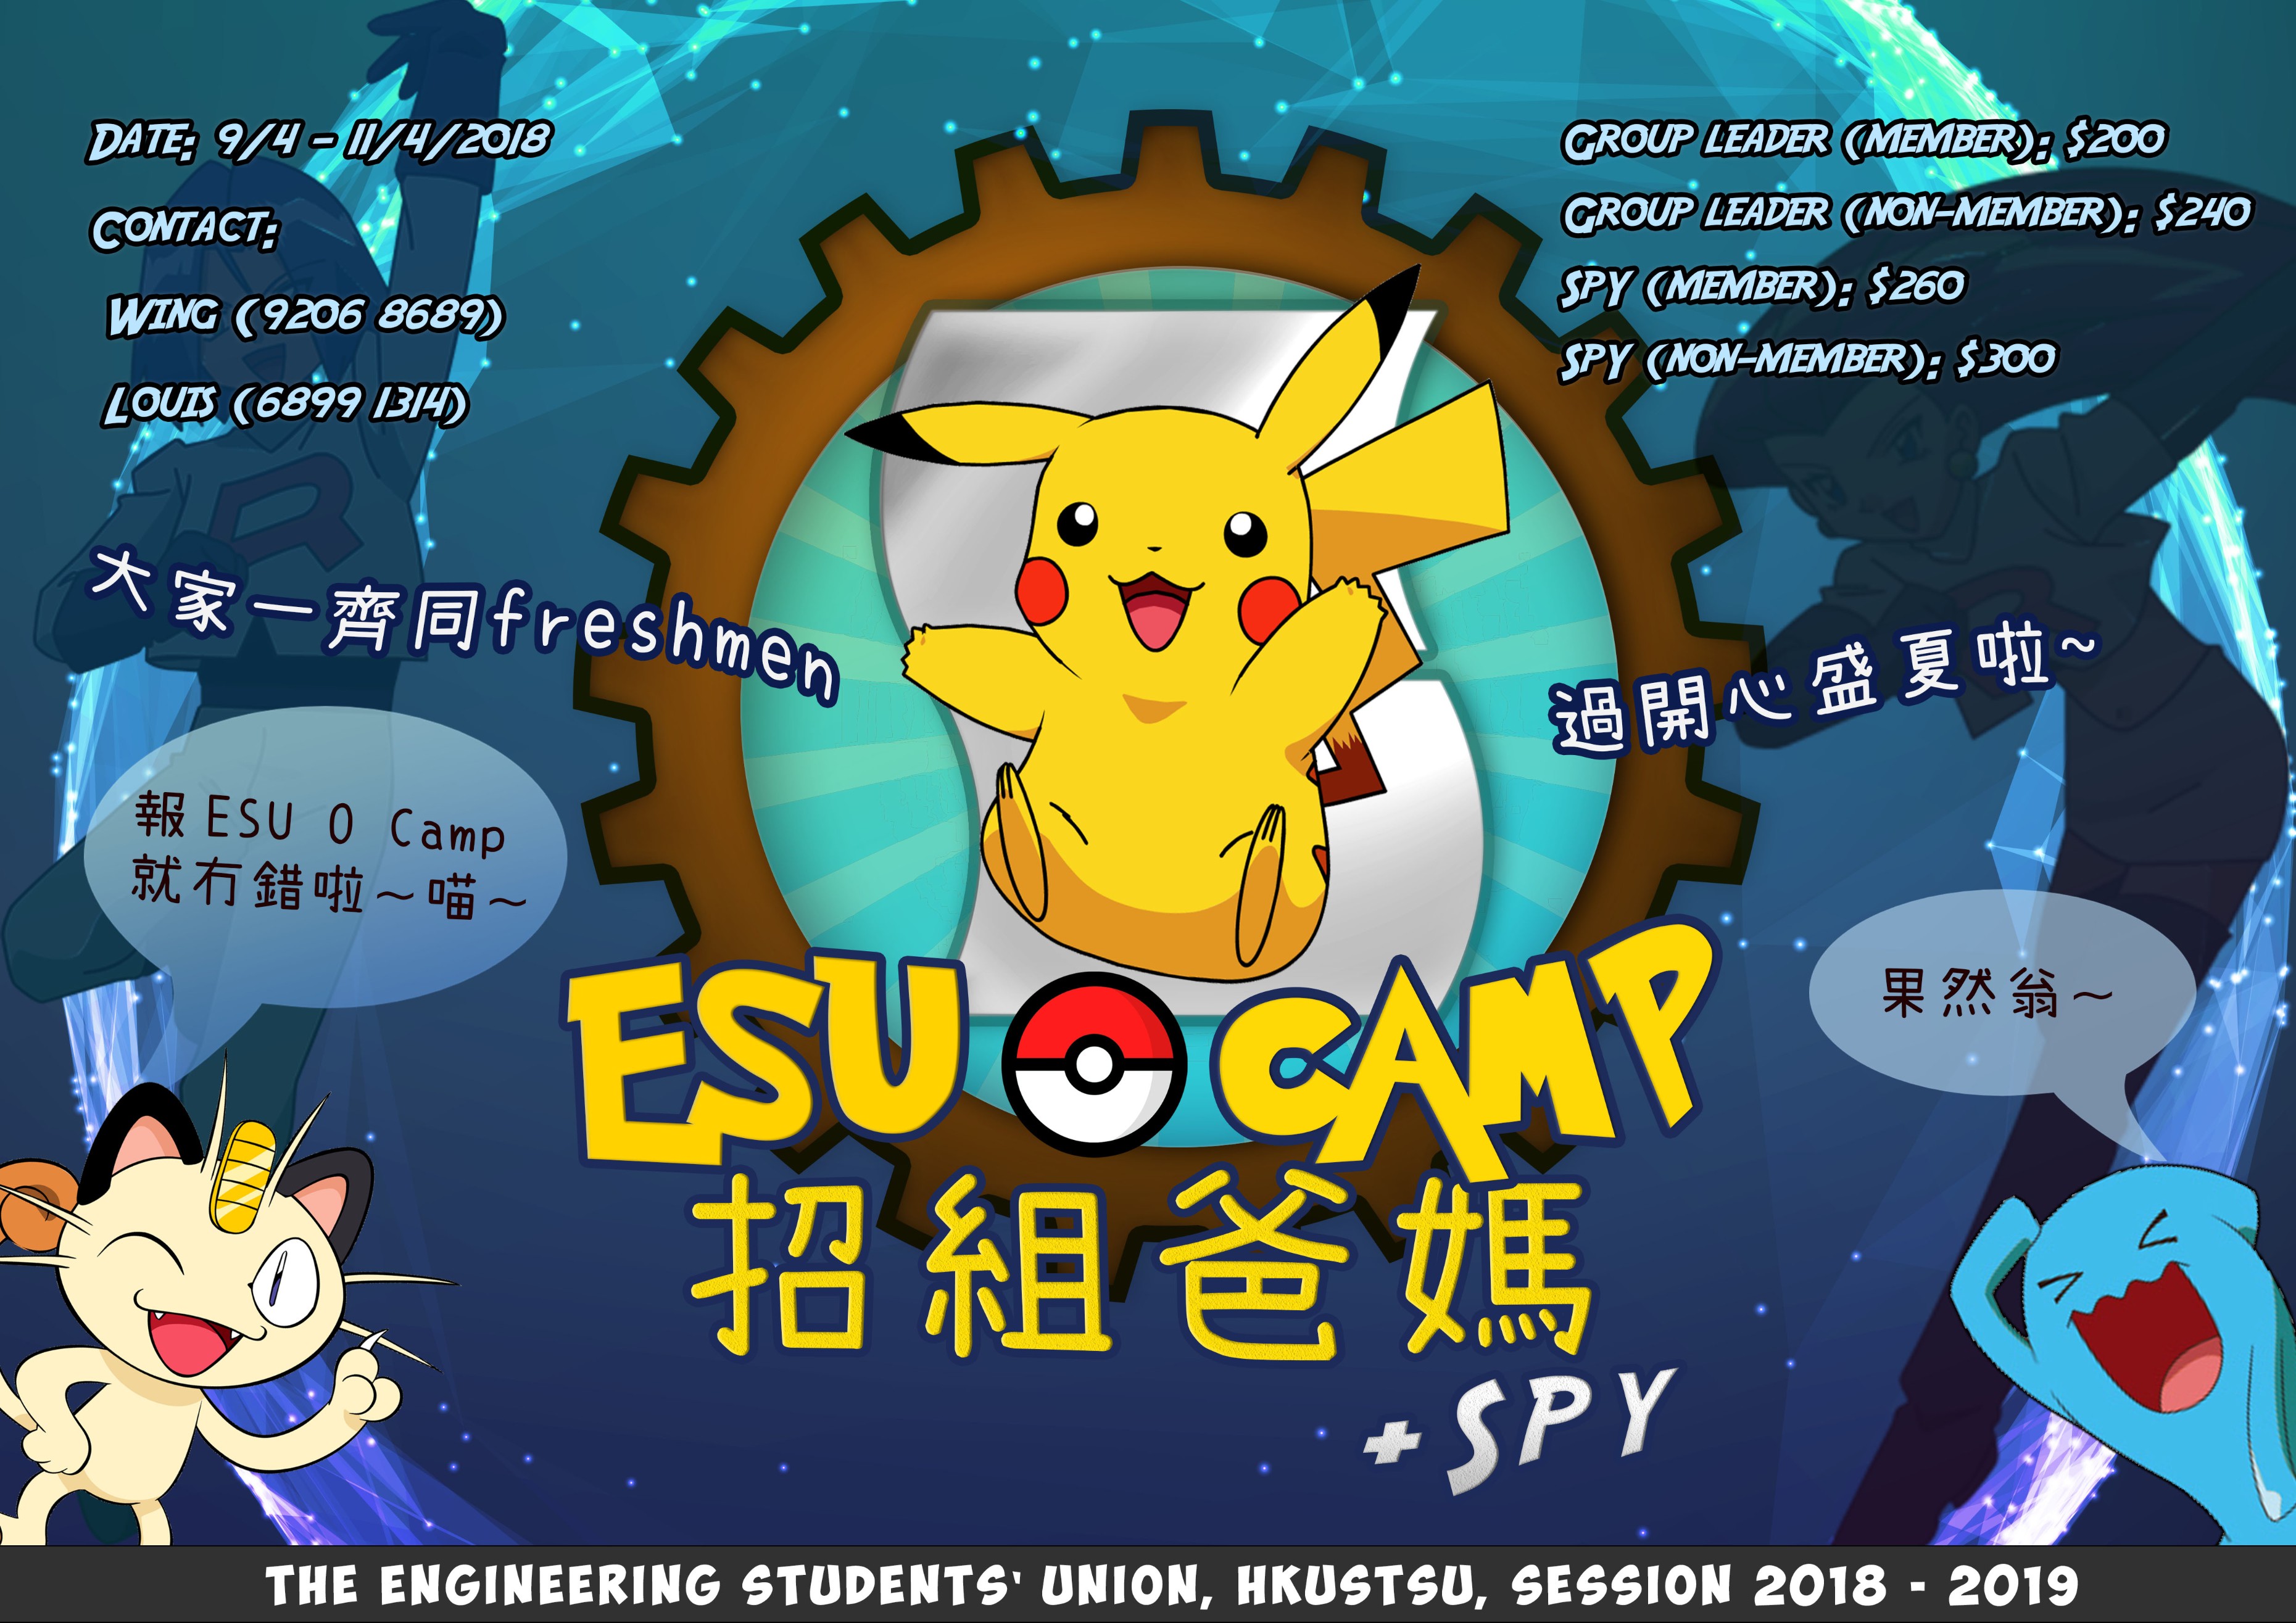 Date: 9/4 - 11/4/2018
Contact:
Wing (9206 8689)
Louis (6899 1314)
Group leader (member): $200
Group leader (non-member): $240
Spy (member): $260
Spy (non-member): $300
大家一齊同freshmen
過開心盛夏啦~
報ESU O Camp
就冇錯啦~喵~
果然翁~
ESU CAMP
招組爸媽
+SPY
THE ENGINEERING STUDENTS' UNION, HKUSTSU, SESSION 2018 - 2019